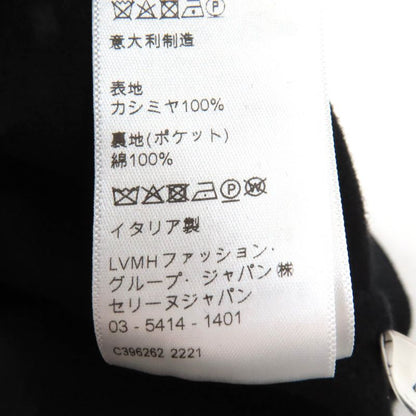 意大利制造
表地
カシミヤ100%
裏地(ポケット)
綿100%
イタリア製
LVMHファッション・
グループ・ジャパン㈱
セリーヌジャパン
03 - 5414 - 1401
C396262 2221